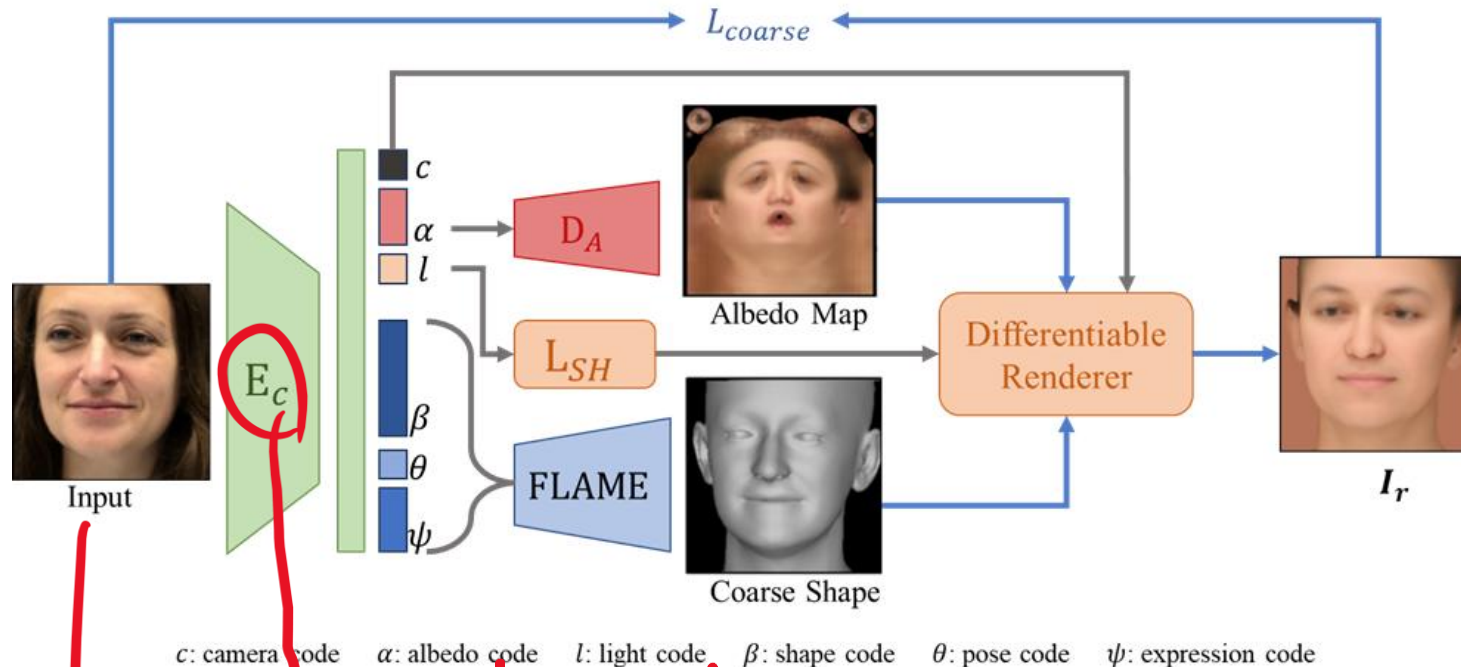 L_coarse
c
α
D_A
l
Albedo Map
L_SH
Differentiable
Renderer
E_c
β
θ
FLAME
ψ
Input
I_r
Coarse Shape
c: camera code α: albedo code l: light code β: shape code θ: pose code ψ: expression code